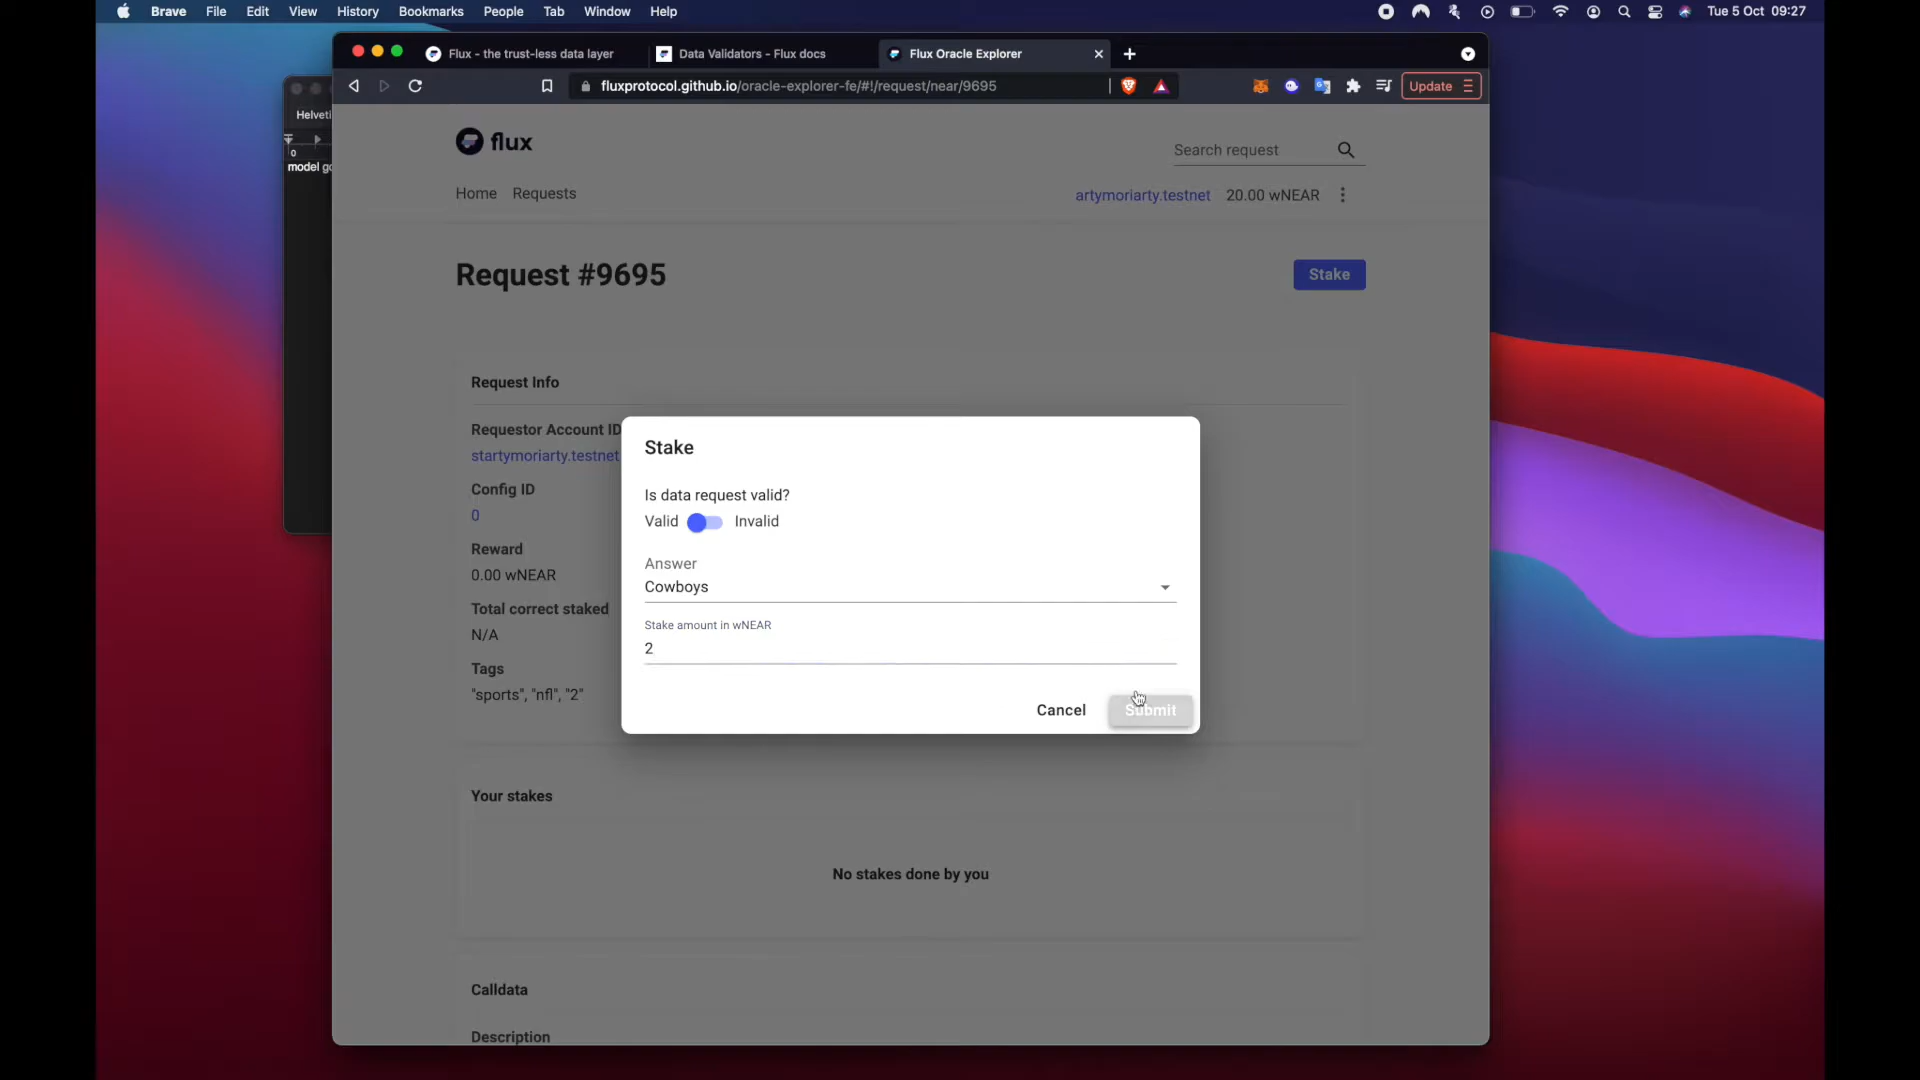 Brave File Edit View History Bookmarks People Tab Window Help Tue 5 Oct 09:27
Flux - the trust-less data layer Data Validators - Flux docs Flux Oracle Explorer
fluxprotocol.github.io/oracle-explorer-fe/#!/request/near/9695 Update
0
flux
Search request
Home Requests
artymoriarty.testnet 20.00 wNEAR
Request #9695
Stake
Request Info
Requestor Account ID
startymoriarty.testnet
Config ID
0
Reward
0.00 wNEAR
Total correct staked
N/A
Tags
"sports", "nfl", "2"
Stake
Is data request valid?
Valid Invalid
Answer
Cowboys
Stake amount in wNEAR
2
Cancel Submit
Your stakes
No stakes done by you
Calldata
Description
model